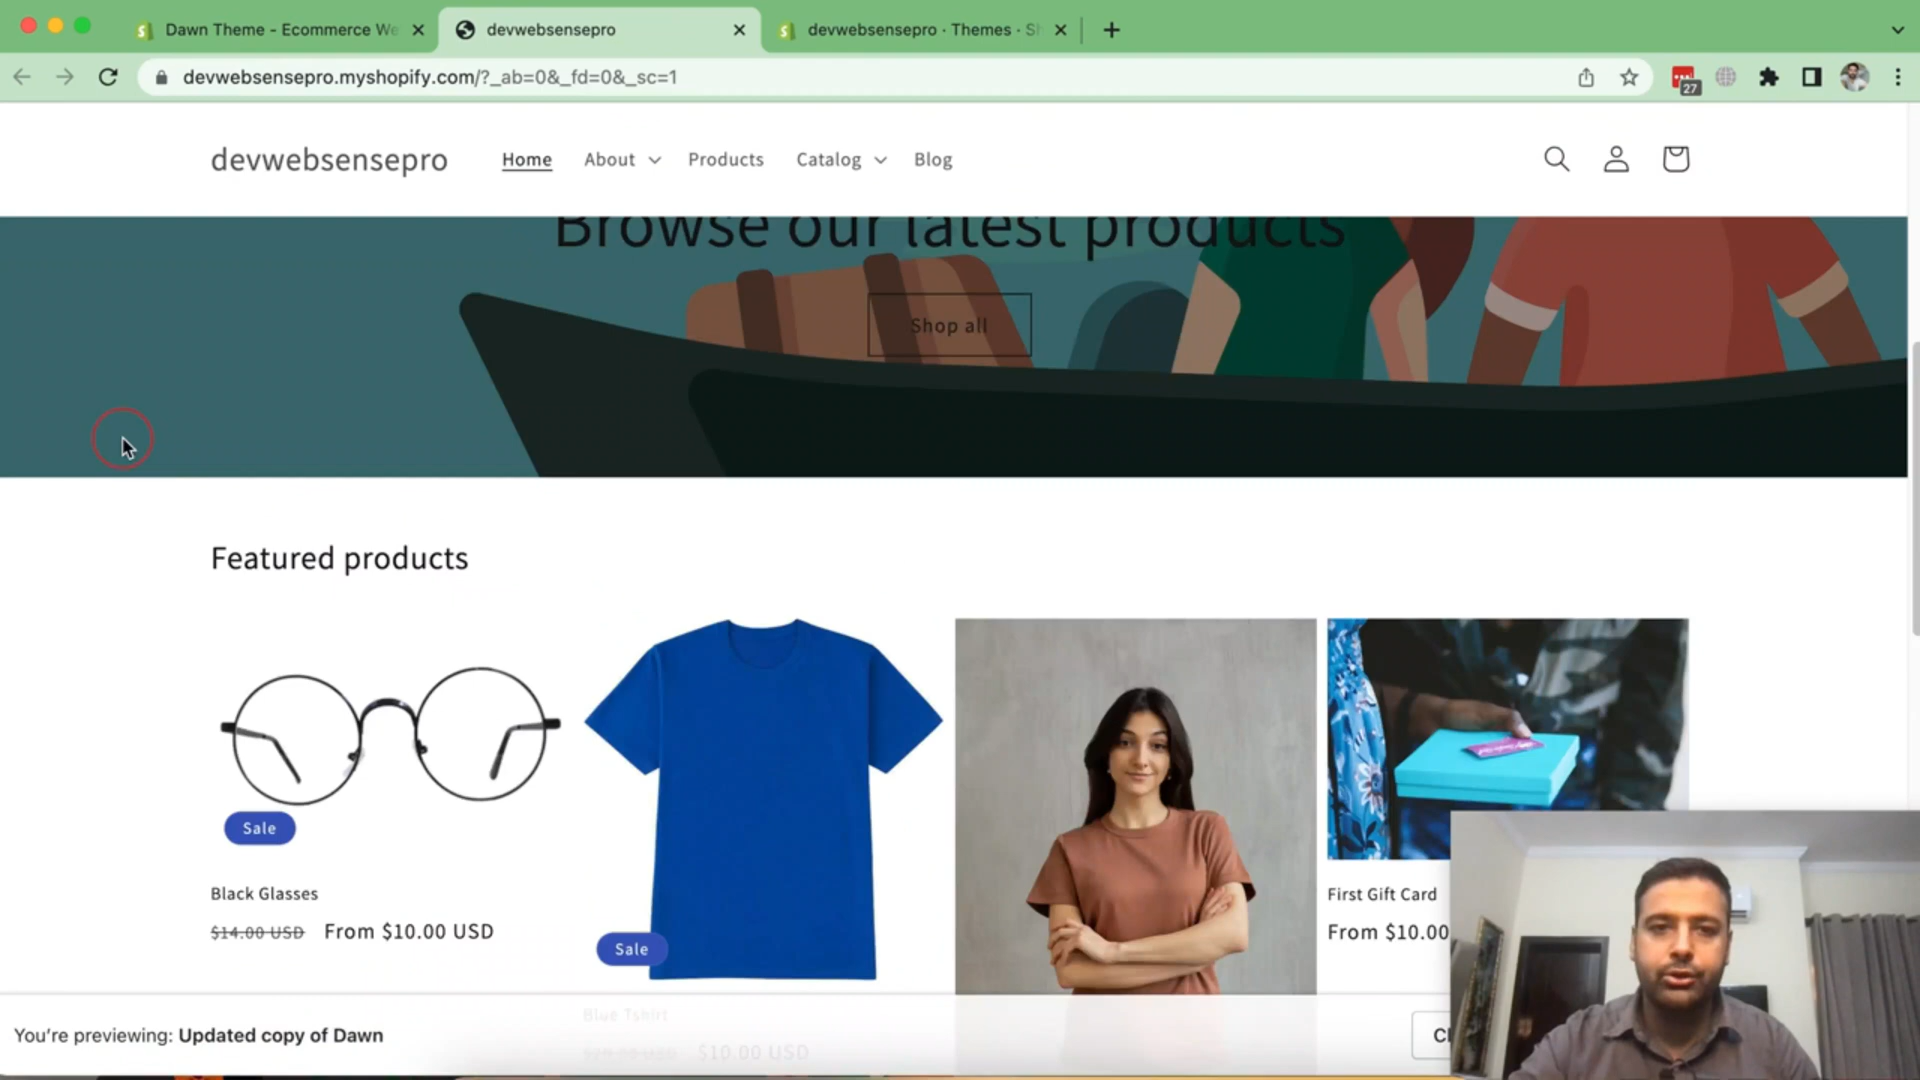 Dawn Theme - Ecommerce We
devwebsensepro
devwebsensepro · Themes · Sh
devwebsensepro.myshopify.com/?_ab=0&_fd=0&_sc=1
27
devwebsensepro
Home
About
Products
Catalog
Blog
Browse our latest products
Shop all
Featured products
Sale
Sale
Black Glasses
$14.00 USD From $10.00 USD
First Gift Card
From $10.00
Blue Tshirt
$10.00 USD
You're previewing: Updated copy of Dawn